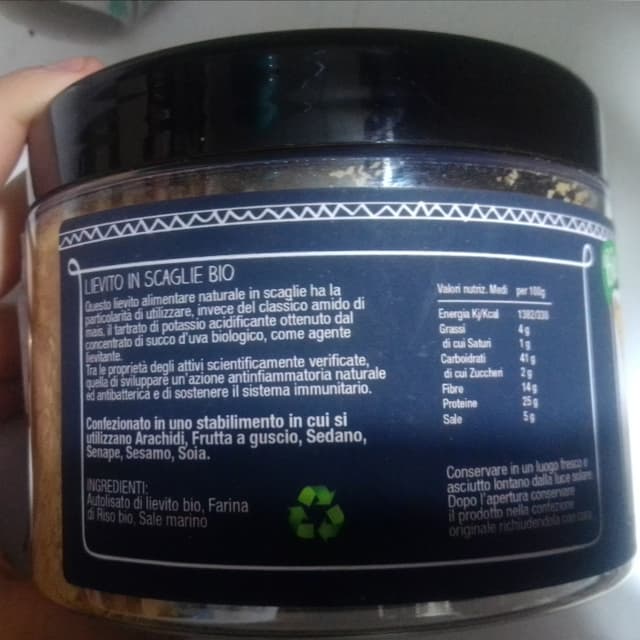 LIEVITO IN SCAGLIE BIO
Questo lievito alimentare naturale in scaglie ha la
particolarità di utilizzare, invece del classico amido di
mais, il tartrato di potassio acidificante ottenuto dal
concentrato di succo d'uva biologico, come agente
lievitante.
Tra le proprietà degli attivi scientificamente verificate,
quella di sviluppare un'azione antinfiammatoria naturale
ed antibatterica e di sostenere il sistema immunitario.
Confezionato in uno stabilimento in cui si
utilizzano Arachidi, Frutta a guscio, Sedano,
Senape, Sesamo, Soia.
INGREDIENTI:
Autolisato di lievito bio, Farina
di Riso bio, Sale marino
Valori nutriz. Medi per 100g
Energia Kj/Kcal
Grassi 4 g
di cui Saturi 1 g
Carboidrati 41 g
di cui Zuccheri 2 g
Fibre 14 g
Proteine 25 g
Sale 5 g
Conservare in un luogo fresco e
asciutto lontano dalla luce solare
Dopo l'apertura conservare
il prodotto nella confezione
originale richiudendola con cura